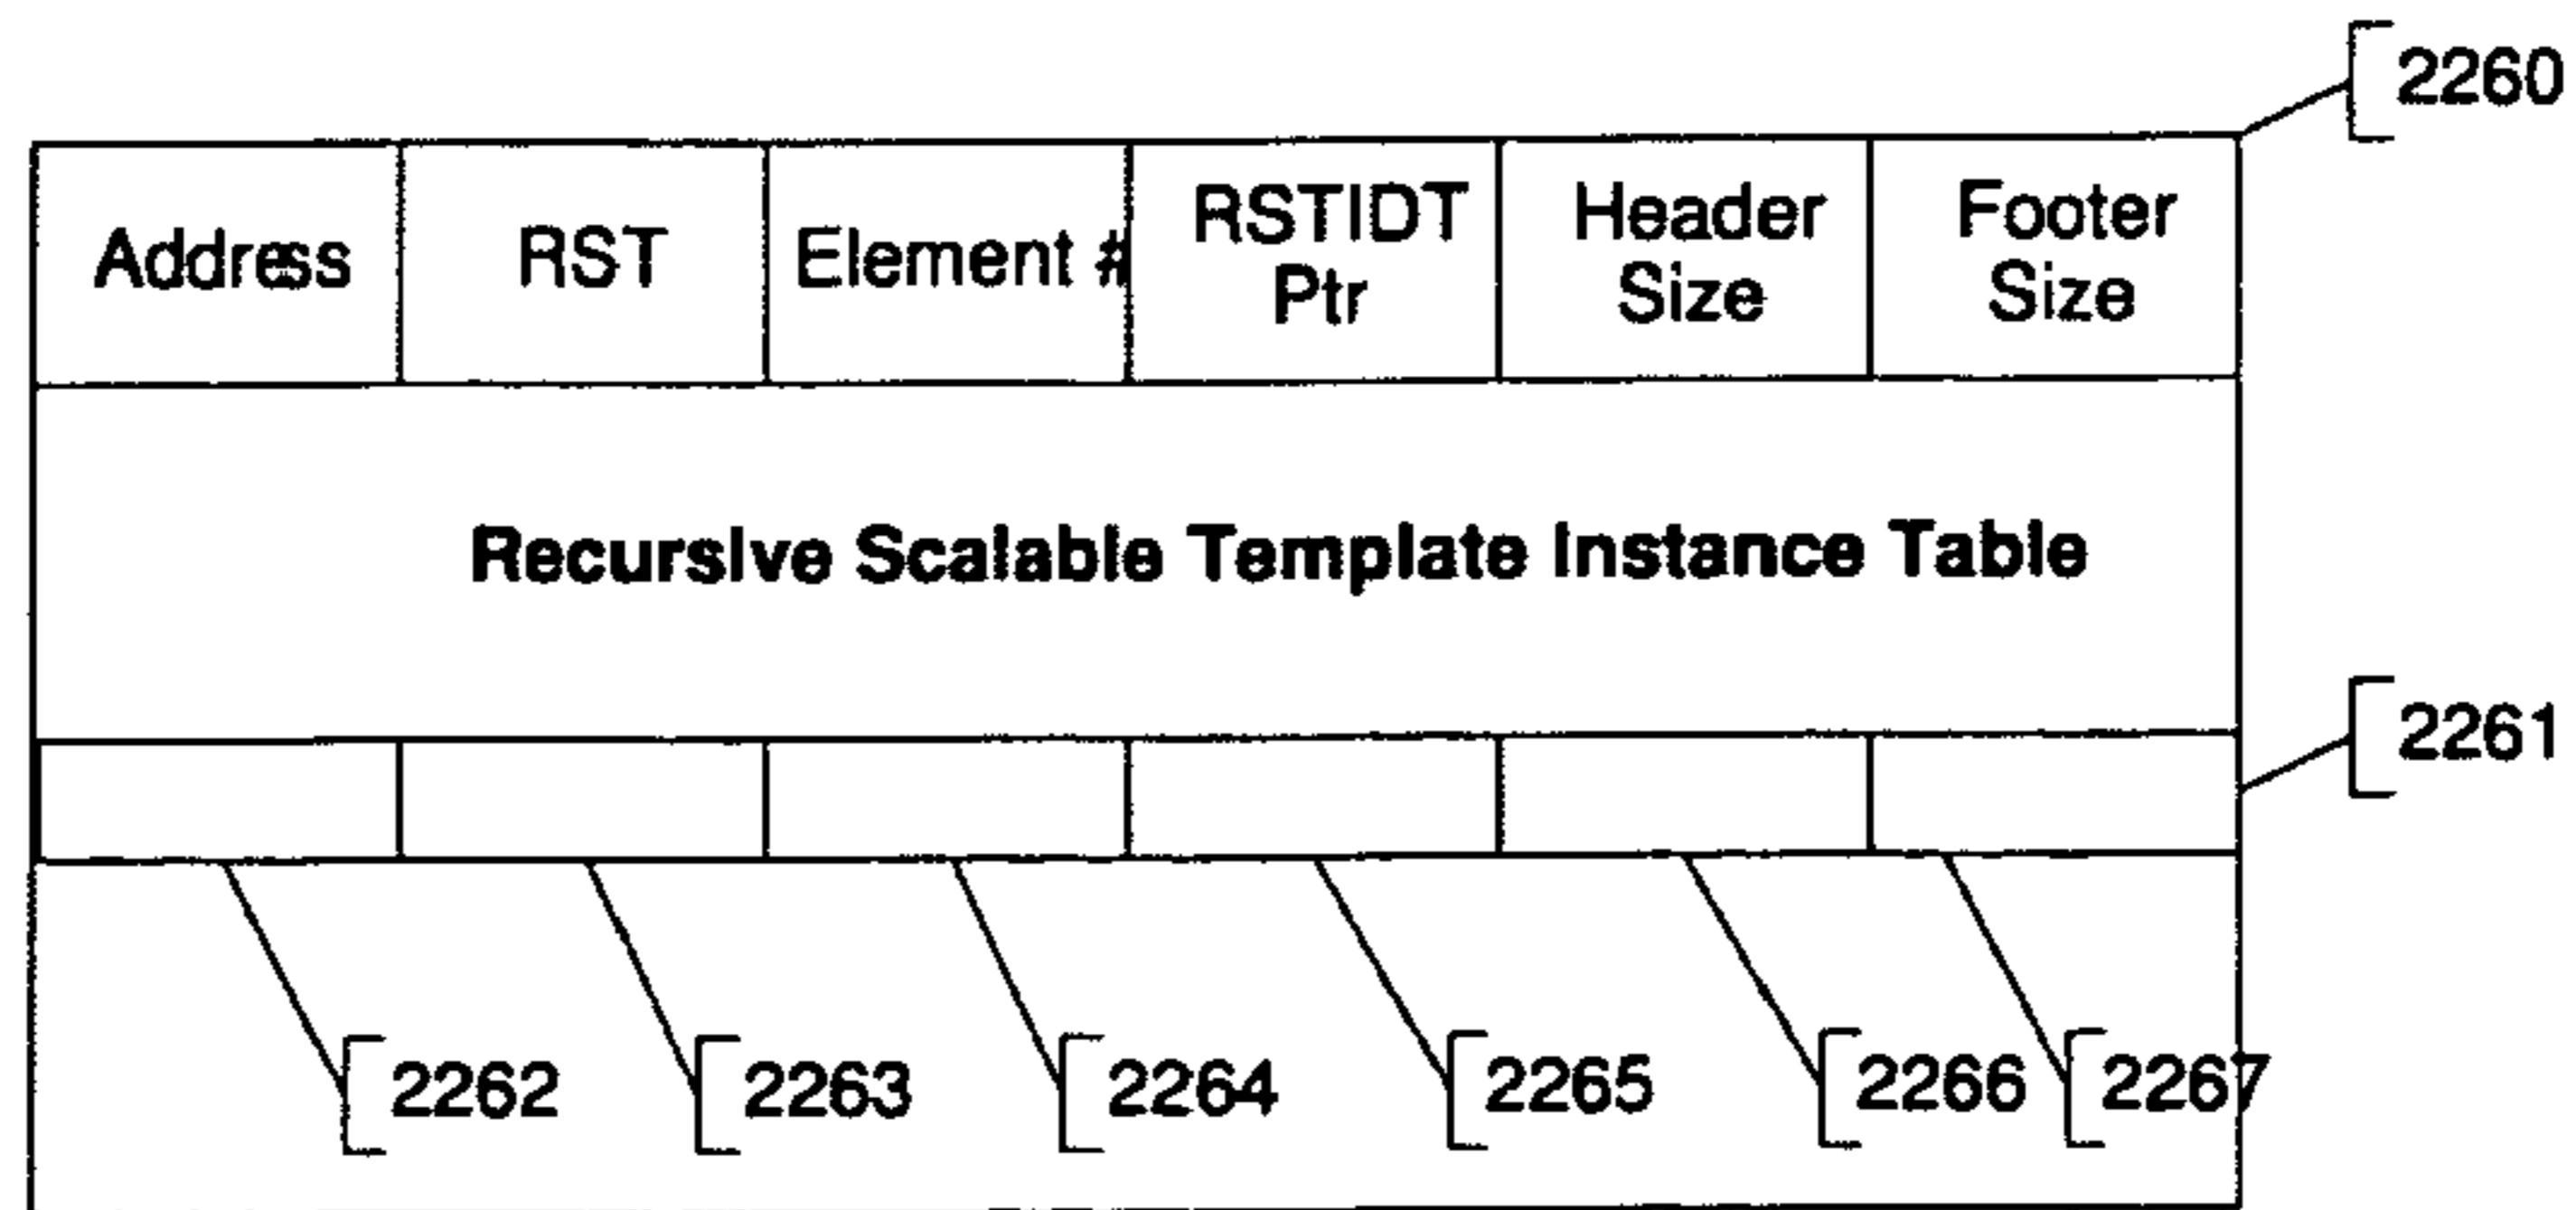 2260
Address RST Element # RSTIDT Ptr Header Size Footer Size
Recursive Scalable Template Instance Table
2261
2262 2263 2264 2265 2266 2267